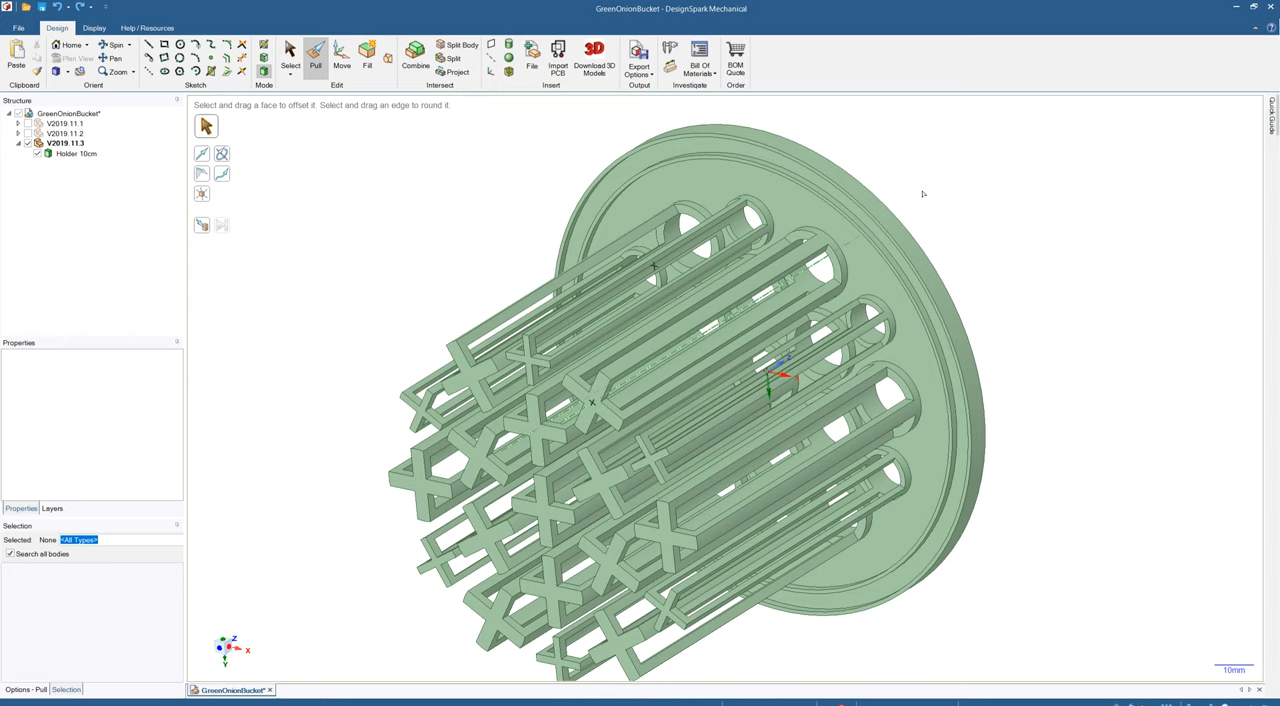 GreenOnionBucket - DesignSpark Mechanical
File Design Display Help / Resources
Paste
Home Spin
Plan View Pan
Zoom
Select Pull Move Fill
Combine
Split Body
Split
Project
File
Import PCB
Download 3D Models
Export Options
Bill Of Materials
BOM Quote
Clipboard Orient Sketch Mode Edit Intersect Insert Output Investigate Order
Structure
GreenOnionBucket*
V2019.11.1
V2019.11.2
V2019.11.3
Holder 10cm
Select and drag a face to offset it. Select and drag an edge to round it.
Quick Guide
Properties
Properties Layers
Selection
Selected: None <All Types>
Search all bodies
Options - Pull Selection
Z
X
Y
10mm
GreenOnionBucket*